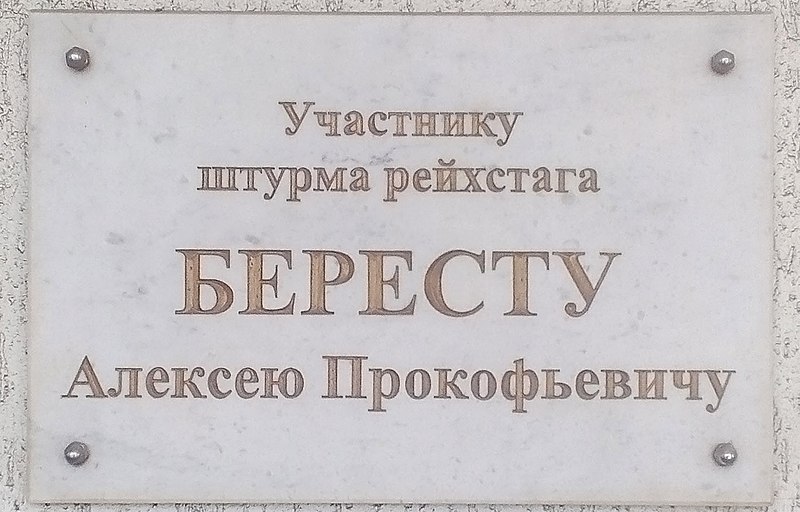 Участнику
штурма рейхстага
БЕРЕСТУ
Алексею Прокофьевичу